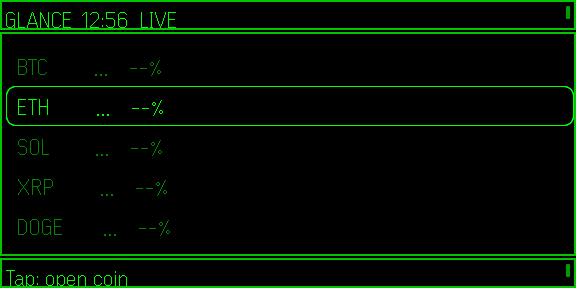 GLANCE 12:56 LIVE
BTC ... --%
ETH ... --%
SOL ... --%
XRP ... --%
DOGE ... --%
Tap: open coin